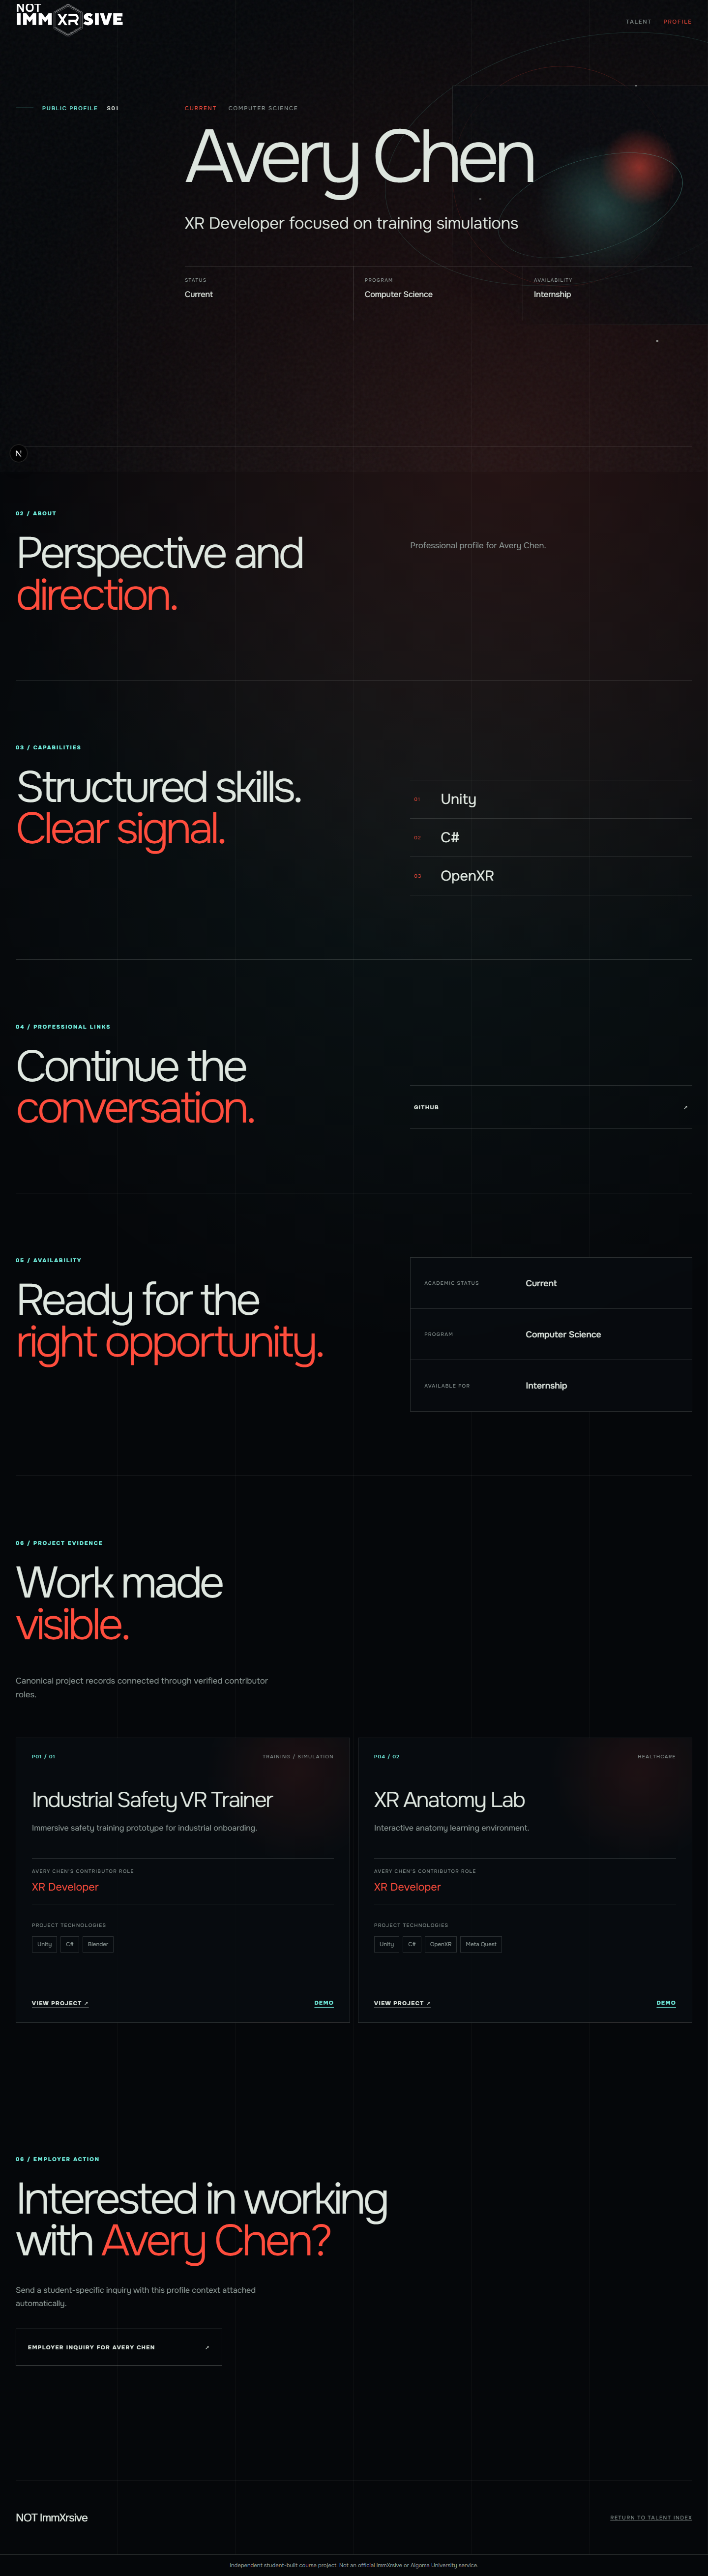 NOT
IMM XR SIVE
TALENT PROFILE
PUBLIC PROFILE S01
CURRENT COMPUTER SCIENCE
Avery Chen
XR Developer focused on training simulations
STATUS PROGRAM AVAILABILITY
Current Computer Science Internship
N
02 / ABOUT
Perspective and
direction.
Professional profile for Avery Chen.
03 / CAPABILITIES
Structured skills.
Clear signal.
01 Unity
02 C#
03 OpenXR
04 / PROFESSIONAL LINKS
Continue the
conversation.
GITHUB ↗
05 / AVAILABILITY
Ready for the
right opportunity.
ACADEMIC STATUS Current
PROGRAM Computer Science
AVAILABLE FOR Internship
06 / PROJECT EVIDENCE
Work made
visible.
Canonical project records connected through verified contributor
roles.
P01 / 01 TRAINING / SIMULATION
Industrial Safety VR Trainer
Immersive safety training prototype for industrial onboarding.
AVERY CHEN'S CONTRIBUTOR ROLE
XR Developer
PROJECT TECHNOLOGIES
Unity C# Blender
VIEW PROJECT ↗ DEMO
P04 / 02 HEALTHCARE
XR Anatomy Lab
Interactive anatomy learning environment.
AVERY CHEN'S CONTRIBUTOR ROLE
XR Developer
PROJECT TECHNOLOGIES
Unity C# OpenXR Meta Quest
VIEW PROJECT ↗ DEMO
06 / EMPLOYER ACTION
Interested in working
with Avery Chen?
Send a student-specific inquiry with this profile context attached
automatically.
EMPLOYER INQUIRY FOR AVERY CHEN ↗
NOT ImmXrsive
RETURN TO TALENT INDEX
Independent student-built course project. Not an official ImmXrsive or Algoma University service.